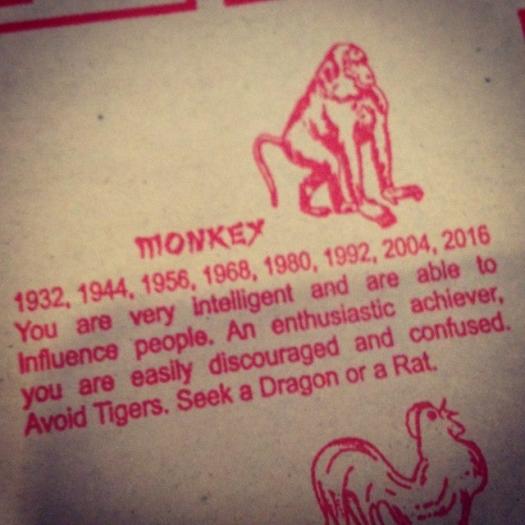 MONKEY
1932, 1944, 1956, 1968, 1980, 1992, 2004, 2016
You are very intelligent and are able to
Influence people. An enthusiastic achiever,
you are easily discouraged and confused.
Avoid Tigers. Seek a Dragon or a Rat.